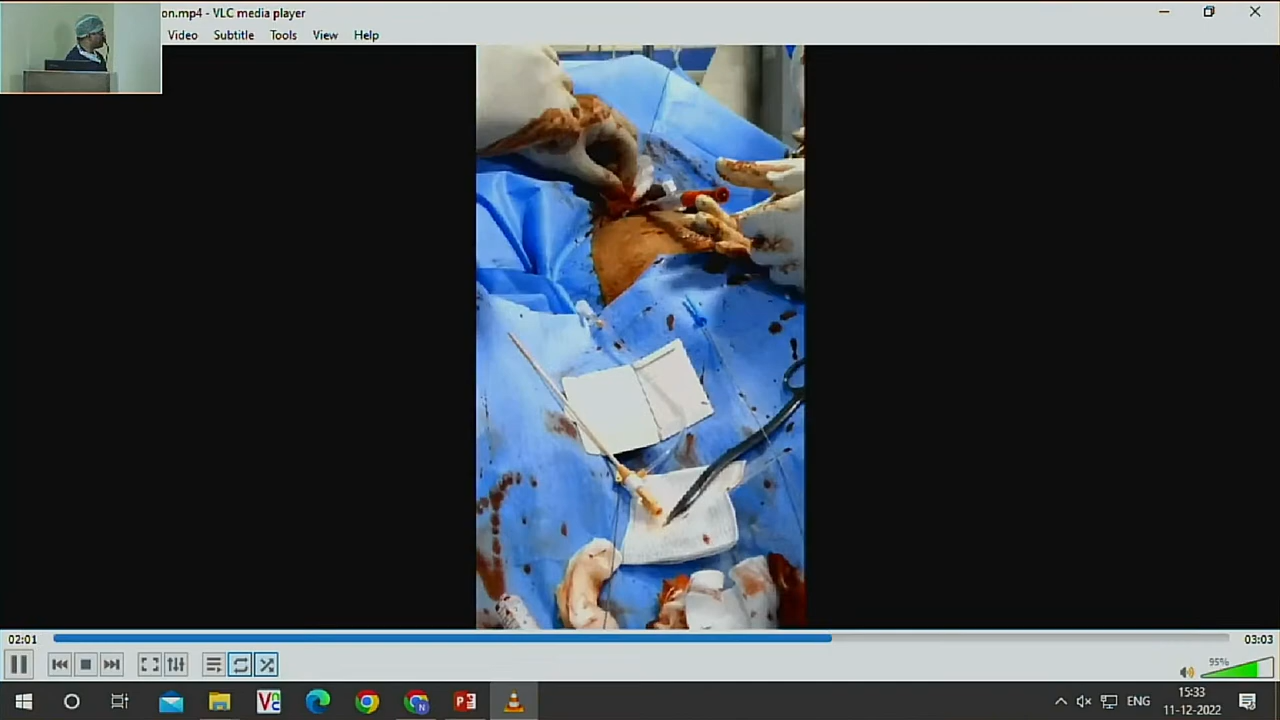 on.mp4 - VLC media player
Video Subtitle Tools View Help
02:01
03:03
95%
ENG
15:33
11-12-2022